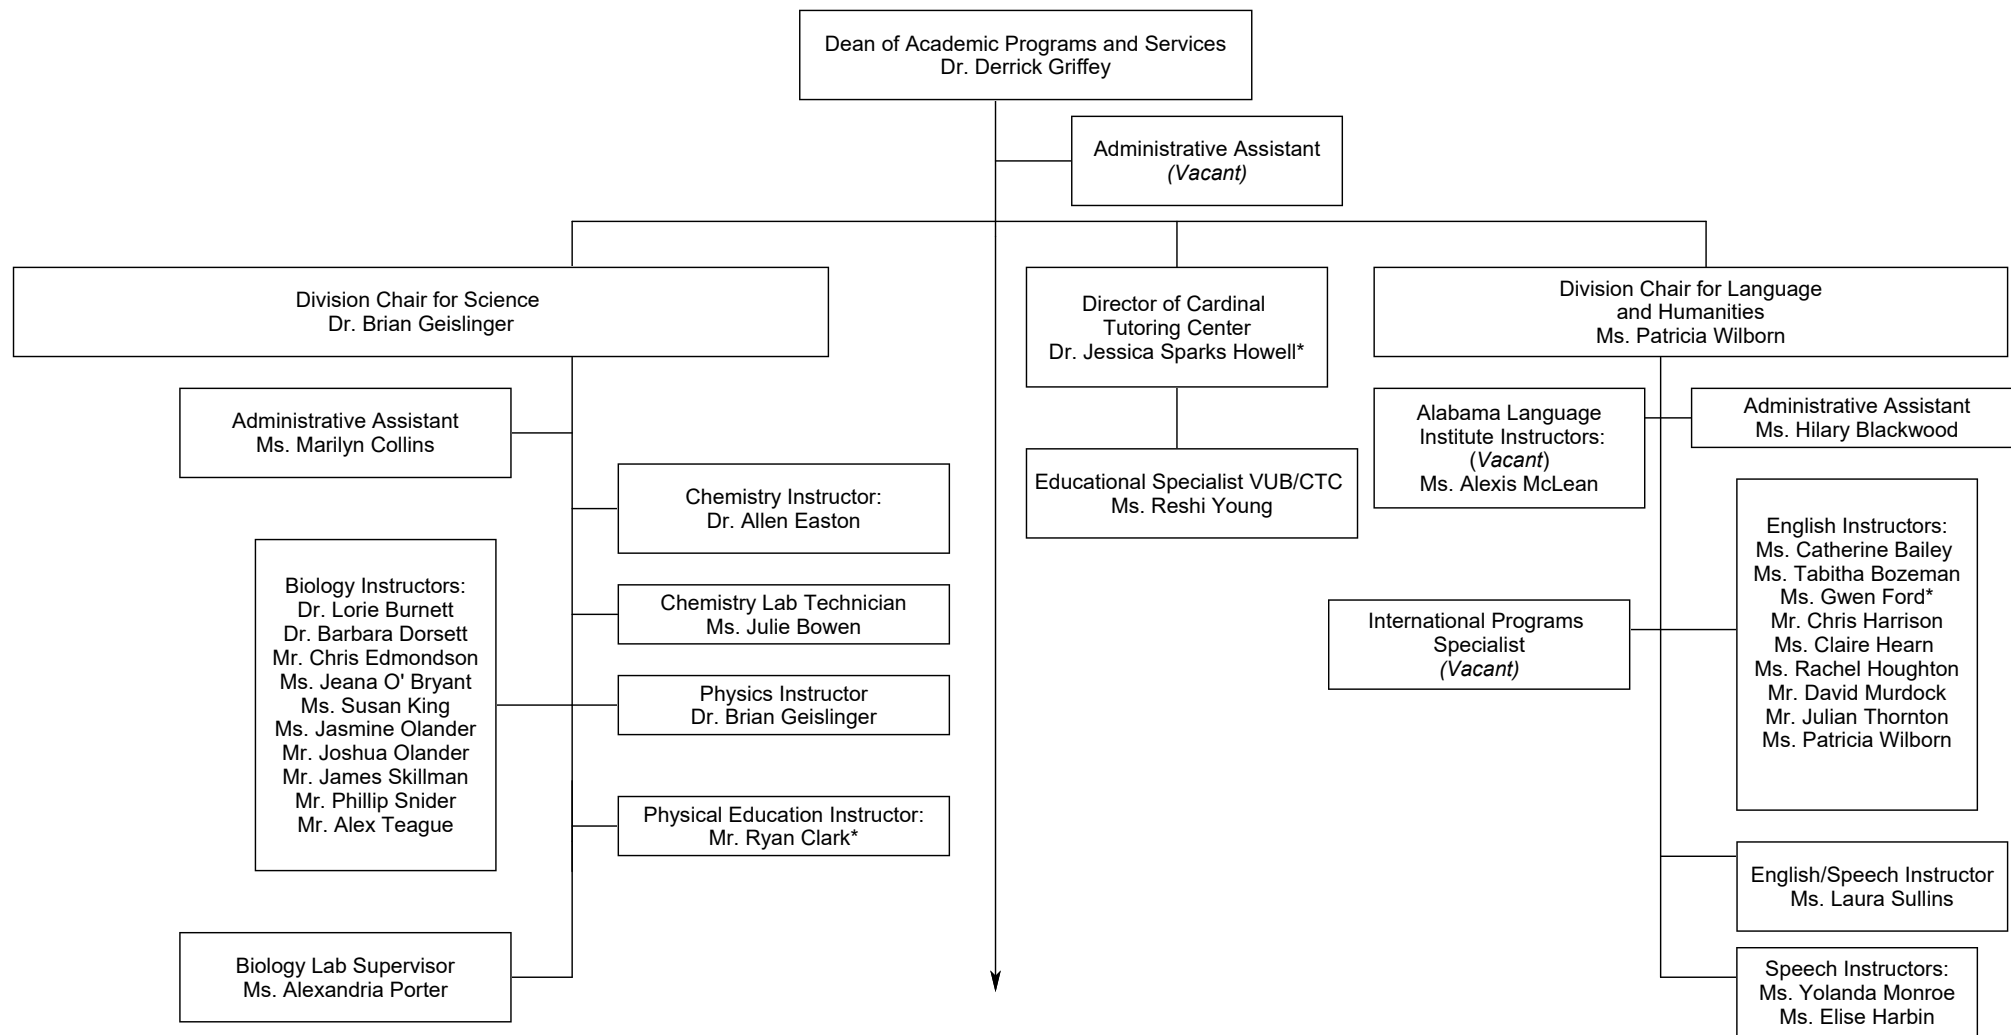 Dean of Academic Programs and Services
Dr. Derrick Griffey
Administrative Assistant
(Vacant)
Division Chair for Science
Dr. Brian Geislinger
Director of Cardinal
Tutoring Center
Dr. Jessica Sparks Howell*
Division Chair for Language
and Humanities
Ms. Patricia Wilborn
Administrative Assistant
Ms. Marilyn Collins
Chemistry Instructor:
Dr. Allen Easton
Biology Instructors:
Dr. Lorie Burnett
Dr. Barbara Dorsett
Mr. Chris Edmondson
Ms. Jeana O' Bryant
Ms. Susan King
Ms. Jasmine Olander
Mr. Joshua Olander
Mr. James Skillman
Mr. Phillip Snider
Mr. Alex Teague
Chemistry Lab Technician
Ms. Julie Bowen
Physics Instructor
Dr. Brian Geislinger
Physical Education Instructor:
Mr. Ryan Clark*
Biology Lab Supervisor
Ms. Alexandria Porter
Educational Specialist VUB/CTC
Ms. Reshi Young
Alabama Language
Institute Instructors:
(Vacant)
Ms. Alexis McLean
Administrative Assistant
Ms. Hilary Blackwood
International Programs
Specialist
(Vacant)
English Instructors:
Ms. Catherine Bailey
Ms. Tabitha Bozeman
Ms. Gwen Ford*
Mr. Chris Harrison
Ms. Claire Hearn
Ms. Rachel Houghton
Mr. David Murdock
Mr. Julian Thornton
Ms. Patricia Wilborn
English/Speech Instructor
Ms. Laura Sullins
Speech Instructors:
Ms. Yolanda Monroe
Ms. Elise Harbin